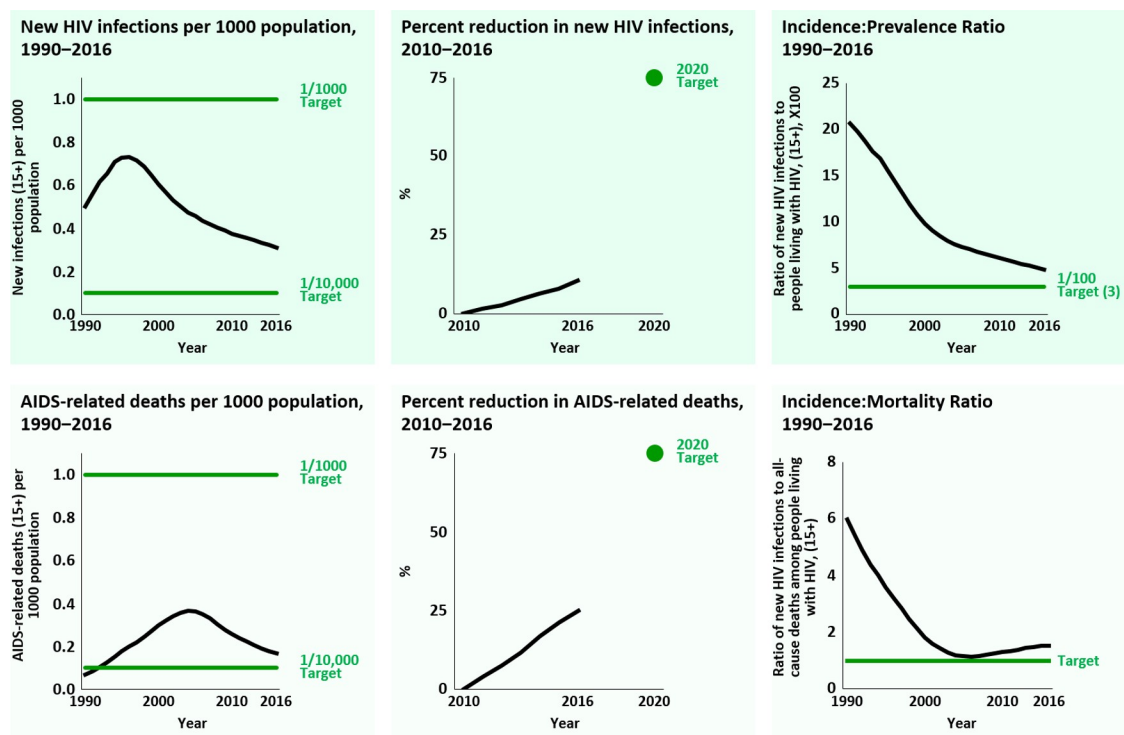 New HIV infections per 1000 population,
1990–2016
New infections (15+) per 1000
population
1.0
0.8
0.6
0.4
0.2
0.0
1990
2000
2010
2016
Year
1/1000
Target
1/10,000
Target
Percent reduction in new HIV infections,
2010–2016
%
75
50
25
0
2010
2016
2020
Year
2020
Target
Incidence:Prevalence Ratio
1990–2016
Ratio of new HIV infections to
people living with HIV, (15+), X100
25
20
15
10
5
0
1990
2000
2010
2016
Year
1/100
Target (3)
AIDS-related deaths per 1000 population,
1990–2016
AIDS-related deaths (15+) per
1000 population
1.0
0.8
0.6
0.4
0.2
0.0
1990
2000
2010
2016
Year
1/1000
Target
1/10,000
Target
Percent reduction in AIDS-related deaths,
2010–2016
%
75
50
25
0
2010
2016
2020
Year
2020
Target
Incidence:Mortality Ratio
1990–2016
Ratio of new HIV infections to all-
cause deaths among people living
with HIV, (15+)
8
6
4
2
0
1990
2000
2010
2016
Year
Target